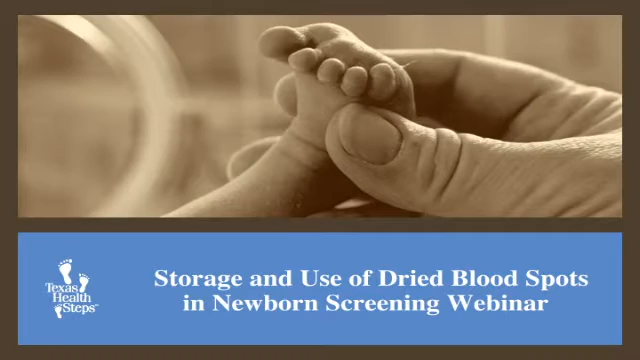 Texas
Health
Steps
Storage and Use of Dried Blood Spots
in Newborn Screening Webinar